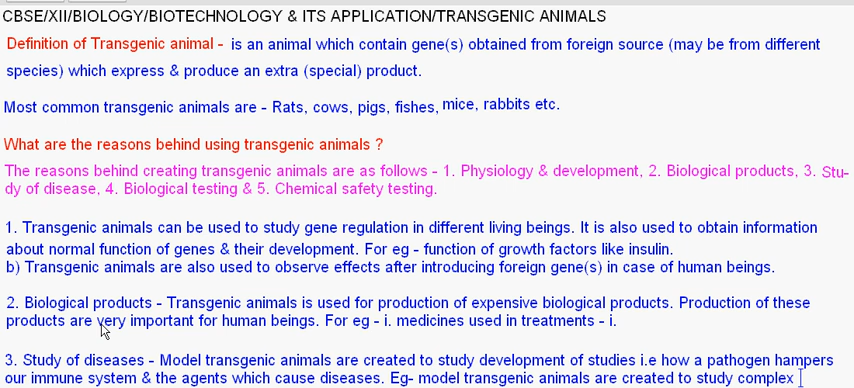 CBSE/XII/BIOLOGY/BIOTECHNOLOGY & ITS APPLICATION/TRANSGENIC ANIMALS
Definition of Transgenic animal - is an animal which contain gene(s) obtained from foreign source (may be from different
species) which express & produce an extra (special) product.
Most common transgenic animals are - Rats, cows, pigs, fishes, mice, rabbits etc.
What are the reasons behind using transgenic animals ?
The reasons behind creating transgenic animals are as follows - 1. Physiology & development, 2. Biological products, 3. Stu-
dy of disease, 4. Biological testing & 5. Chemical safety testing.
1. Transgenic animals can be used to study gene regulation in different living beings. It is also used to obtain information
about normal function of genes & their development. For eg - function of growth factors like insulin.
b) Transgenic animals are also used to observe effects after introducing foreign gene(s) in case of human beings.
2. Biological products - Transgenic animals is used for production of expensive biological products. Production of these
products are very important for human beings. For eg - i. medicines used in treatments - i.
3. Study of diseases - Model transgenic animals are created to study development of studies i.e how a pathogen hampers
our immune system & the agents which cause diseases. Eg- model transgenic animals are created to study complex